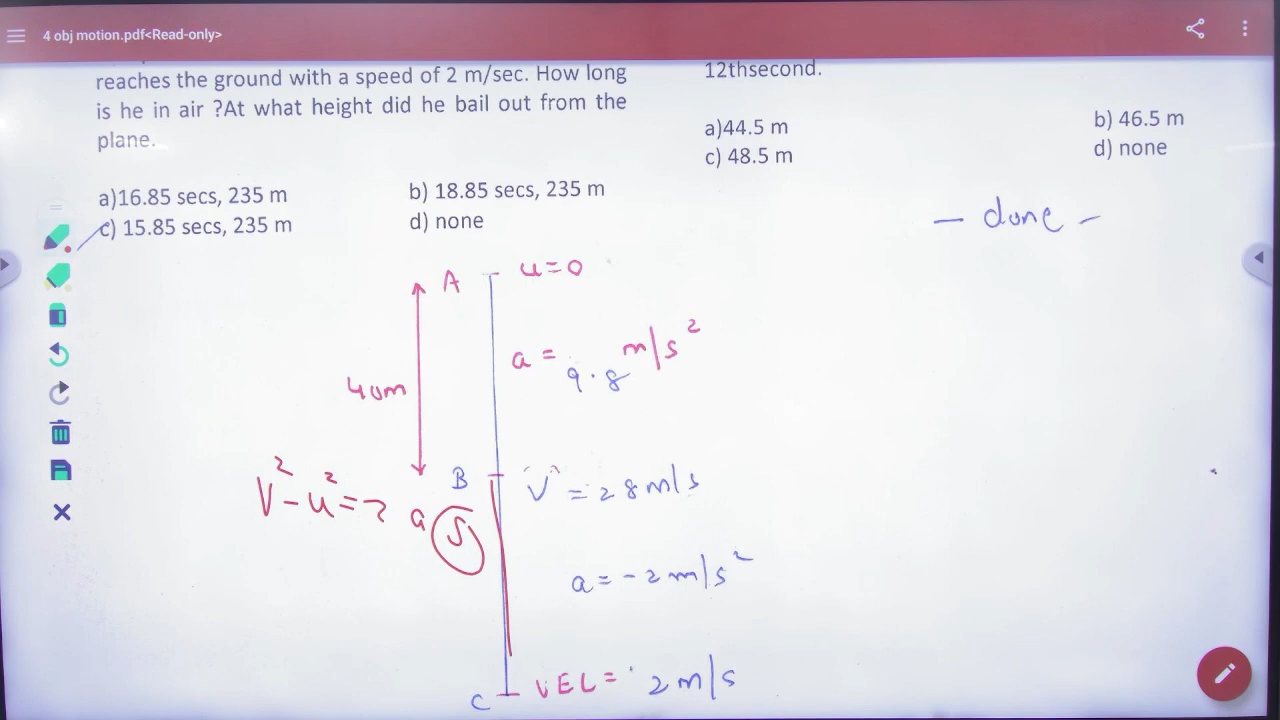 4 obj motion.pdf<Read-only>
reaches the ground with a speed of 2 m/sec. How long
is he in air ?At what height did he bail out from the
plane.
a)16.85 secs, 235 m
b) 18.85 secs, 235 m
c) 15.85 secs, 235 m
d) none
12thsecond.
a)44.5 m
b) 46.5 m
c) 48.5 m
d) none
- done -
A u=0
a = 9.8 m/s²
40m
B V = 28m/s
V² - u² = 2 a S
a = -2 m/s²
C VEL = 2 m/s